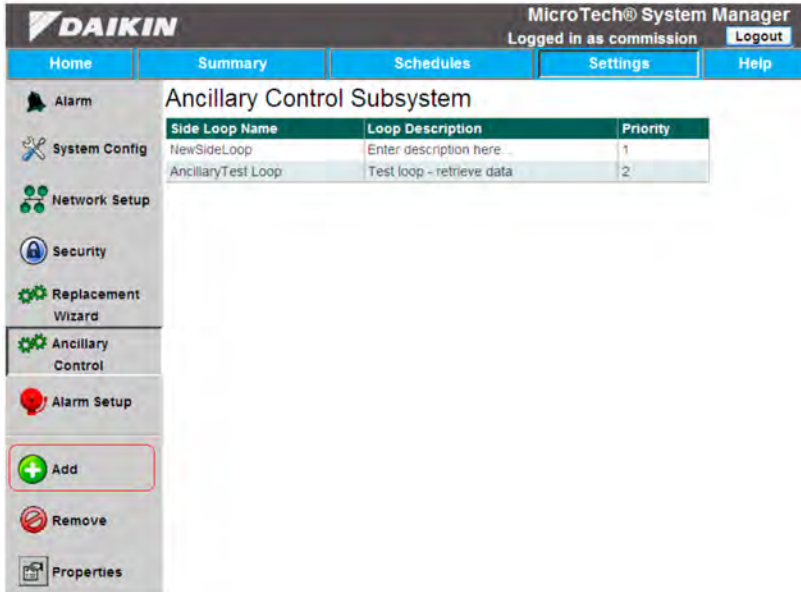 DAIKIN
MicroTech® System Manager
Logged in as commission Logout
Home Summary Schedules Settings Help
Alarm
System Config
Network Setup
Security
Replacement
Wizard
Ancillary
Control
Alarm Setup
Add
Remove
Properties
Ancillary Control Subsystem
Side Loop Name Loop Description Priority
NewSideLoop Enter description here... 1
AncillaryTest Loop Test loop - retrieve data 2